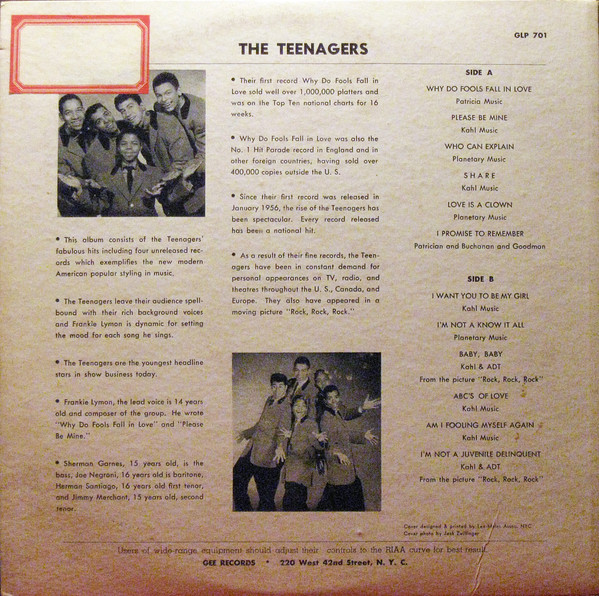 GLP 701
THE TEENAGERS
• This album consists of the Teenagers'
fabulous hits including four unreleased rec-
ords which exemplifies the new modern
American popular styling in music.
• The Teenagers leave their audience spell-
bound with their rich background voices
and Frankie Lymon is dynamic for setting
the mood for each song he sings.
• The Teenagers are the youngest headline
stars in show business today.
• Frankie Lymon, the lead voice is 14 years
old and composer of the group. He wrote
"Why Do Fools Fall in Love" and "Please
Be Mine."
• Sherman Garnes, 15 years old, is the
bass, Joe Negroni, 16 years old is baritone,
Herman Santiago, 16 years old first tenor,
and Jimmy Merchant, 15 years old, second
tenor.
• Their first record Why Do Fools Fall in
Love sold well over 1,000,000 platters and
was on the Top Ten national charts for 16
weeks.
• Why Do Fools Fall in Love was also the
No. 1 Hit Parade record in England and in
other foreign countries, having sold over
400,000 copies outside the U. S.
• Since their first record was released in
January 1956, the rise of the Teenagers has
been spectacular. Every record released
has been a national hit.
• As a result of their fine records, the Teen-
agers have been in constant demand for
personal appearances on TV, radio, and
theatres throughout the U. S., Canada, and
Europe. They also have appeared in a
moving picture "Rock, Rock, Rock."
SIDE A
WHY DO FOOLS FALL IN LOVE
Patricia Music
PLEASE BE MINE
Kahl Music
WHO CAN EXPLAIN
Planetary Music
SHARE
Kahl Music
LOVE IS A CLOWN
Planetary Music
I PROMISE TO REMEMBER
Patrician and Buchanan and Goodman
SIDE B
I WANT YOU TO BE MY GIRL
Kahl Music
I'M NOT A KNOW IT ALL
Planetary Music
BABY, BABY
Kahl & ADT
From the picture "Rock, Rock, Rock"
ABC'S OF LOVE
Kahl Music
AM I FOOLING MYSELF AGAIN
Kahl Music
I'M NOT A JUVENILE DELINQUENT
Kahl & ADT
From the picture "Rock, Rock, Rock"
Cover designed & printed by Lee-Myles Assoc. NYC
Cover photo by Jack Zwillinger
Users of wide-range equipment should adjust their controls to the RIAA curve for best result.
GEE RECORDS • 220 West 42nd Street, N. Y. C.